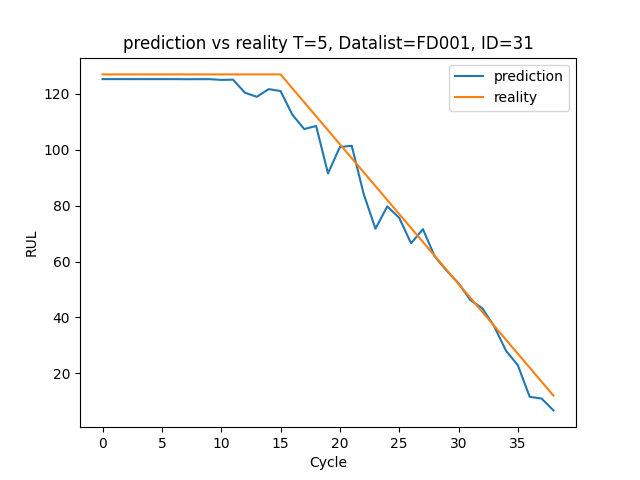 prediction vs reality T=5, Datalist=FD001, ID=31
prediction
reality
RUL
120
100
80
60
40
20
0 5 10 15 20 25 30 35
Cycle